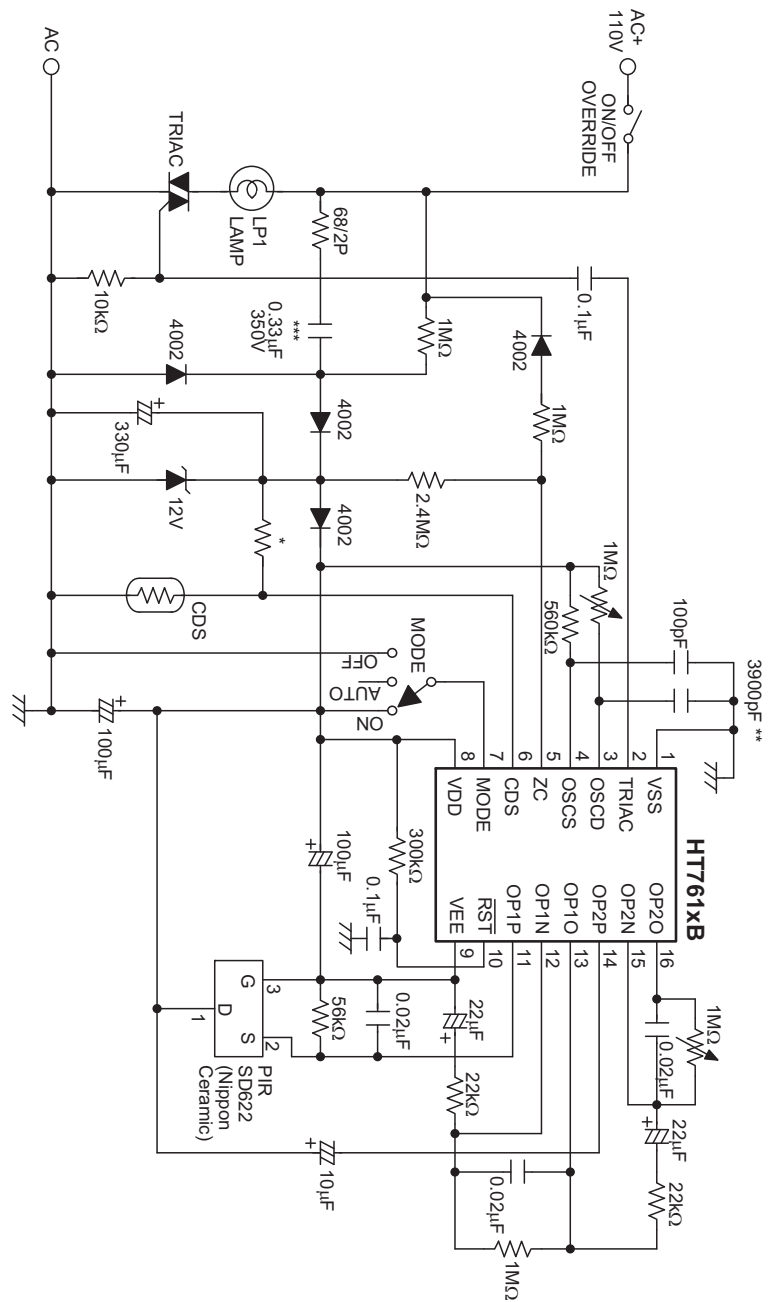 AC+
110V
ON/OFF
OVERRIDE
AC
TRIAC
LP1
LAMP
68/2P
***
0.33µF
350V
10kΩ
0.1µF
1MΩ
4002
1MΩ
4002
4002
4002
330µF
12V
2.4MΩ
*
CDS
1MΩ
560kΩ
100pF
3900pF **
MODE
OFF
AUTO
ON
100µF
HT761xB
1 VSS
2 TRIAC
3 OSCD
4 OSCS
5 ZC
6 CDS
7 MODE
8 VDD
OP2O 16
OP2N 15
OP2P 14
OP1O 13
OP1N 12
OP1P 11
RST 10
VEE 9
300kΩ
0.1µF
100µF
56kΩ
0.02µF
22µF
22kΩ
1MΩ
0.02µF
22µF
22kΩ
0.02µF
1MΩ
10µF
G 3
D 1
S 2
PIR
SD622
(Nippon
Ceramic)
+
+
+
+
+
+